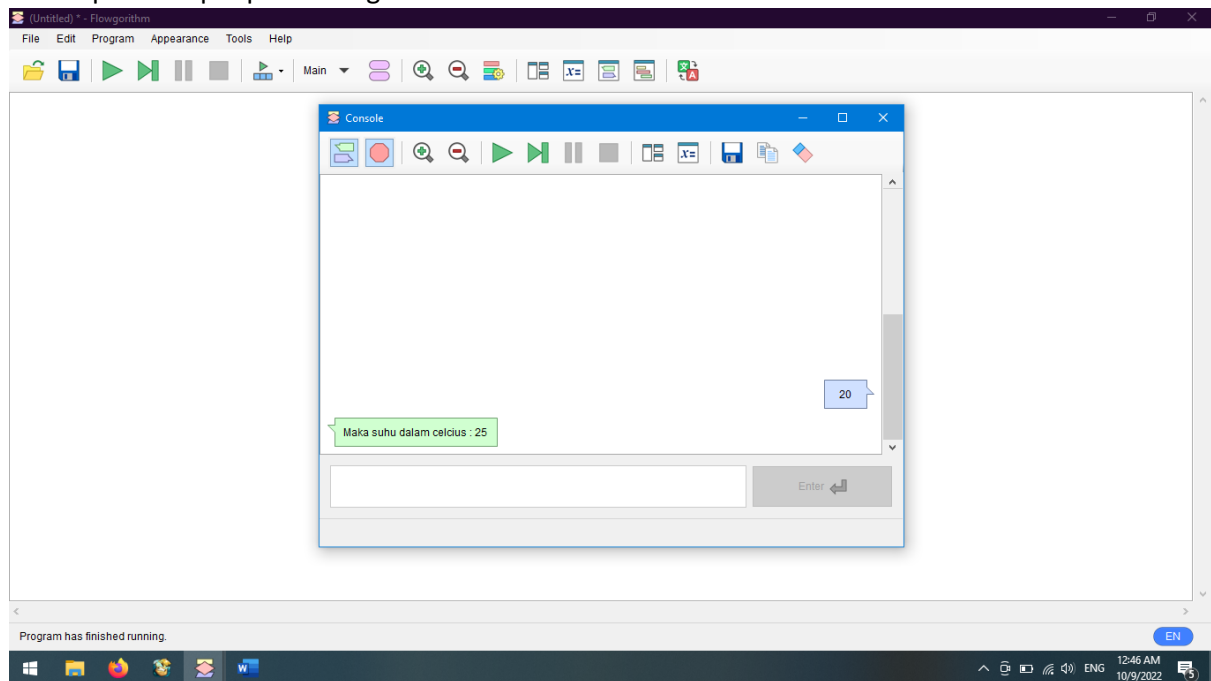 (Untitled) * - Flowgorithm
File Edit Program Appearance Tools Help
Main
Console
20
Maka suhu dalam celcius : 25
Enter
Program has finished running.
EN
ENG
12:46 AM
10/9/2022
5